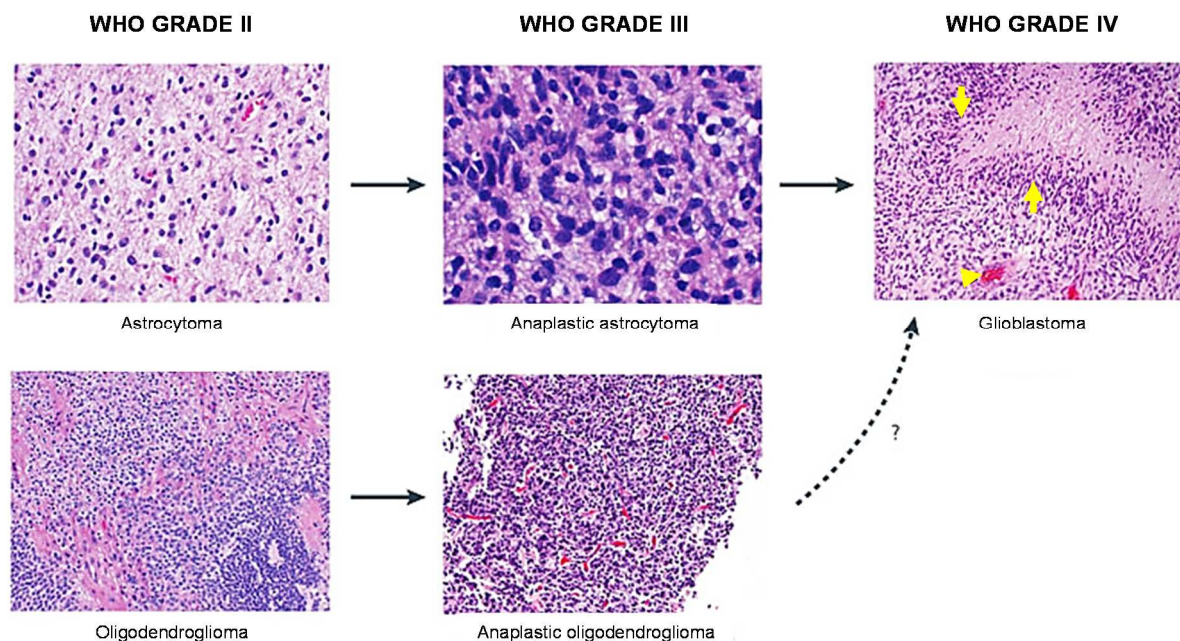 WHO GRADE II
WHO GRADE III
WHO GRADE IV
Astrocytoma
Anaplastic astrocytoma
Glioblastoma
?
Oligodendroglioma
Anaplastic oligodendroglioma